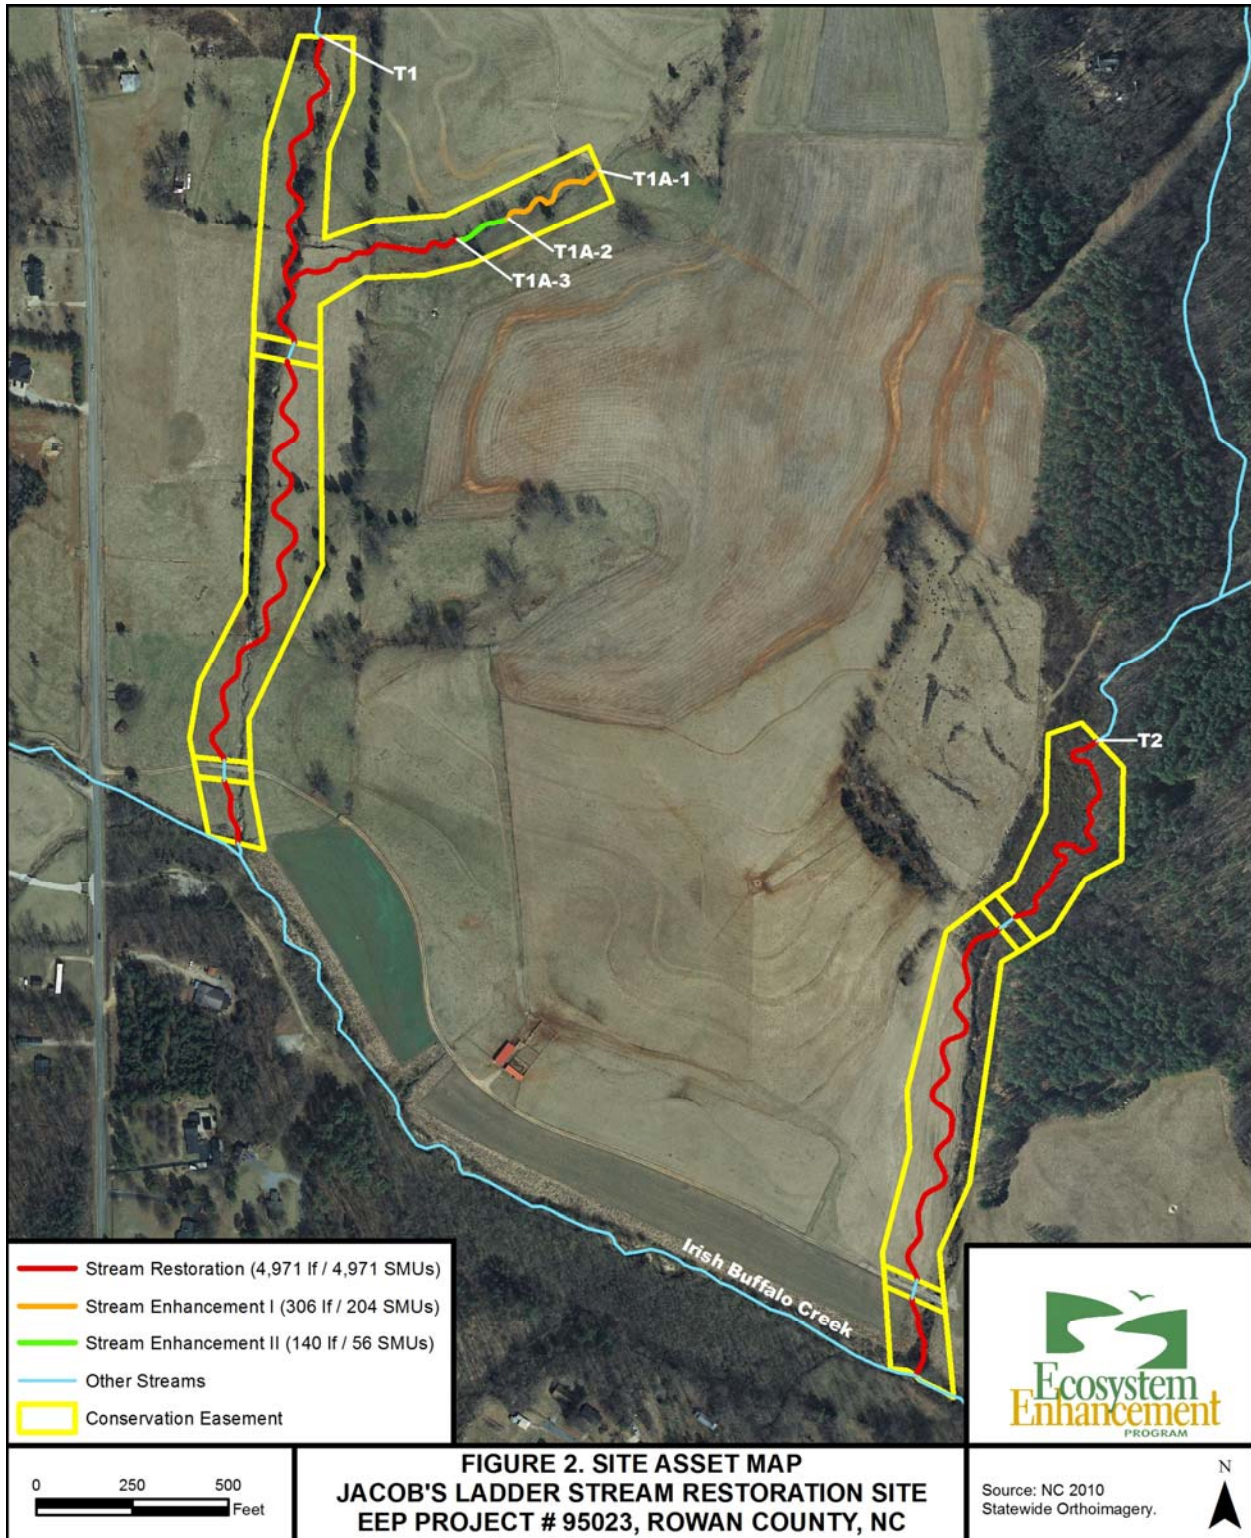 T1
T1A-1
T1A-2
T1A-3
T2
Irish Buffalo Creek
Stream Restoration (4,971 lf / 4,971 SMUs)
Stream Enhancement I (306 lf / 204 SMUs)
Stream Enhancement II (140 lf / 56 SMUs)
Other Streams
Conservation Easement
Ecosystem
Enhancement
PROGRAM
0 250 500
Feet
FIGURE 2. SITE ASSET MAP
JACOB'S LADDER STREAM RESTORATION SITE
EEP PROJECT # 95023, ROWAN COUNTY, NC
Source: NC 2010
Statewide Orthoimagery.
N